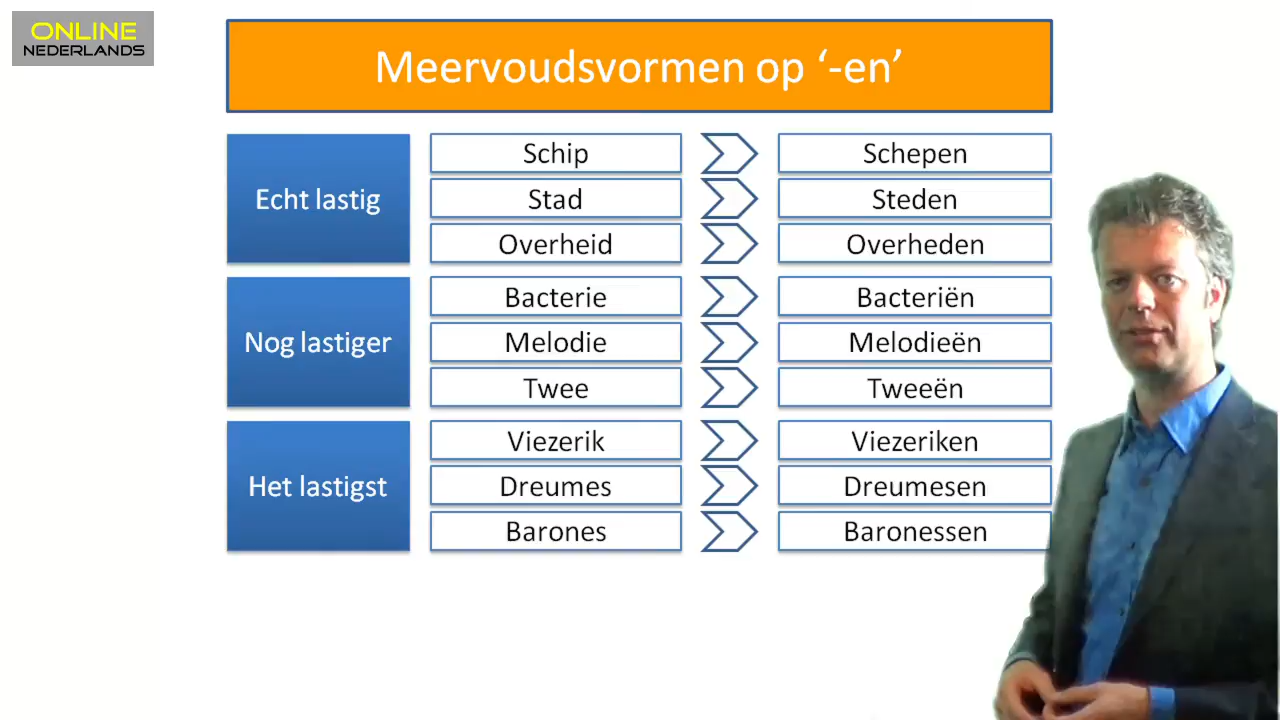 ONLINE
NEDERLANDS
Meervoudsvormen op ‘-en’
Echt lastig
Schip
Schepen
Stad
Steden
Overheid
Overheden
Nog lastiger
Bacterie
Bacteriën
Melodie
Melodieën
Twee
Tweeën
Het lastigst
Viezerik
Viezeriken
Dreumes
Dreumesen
Barones
Baronessen